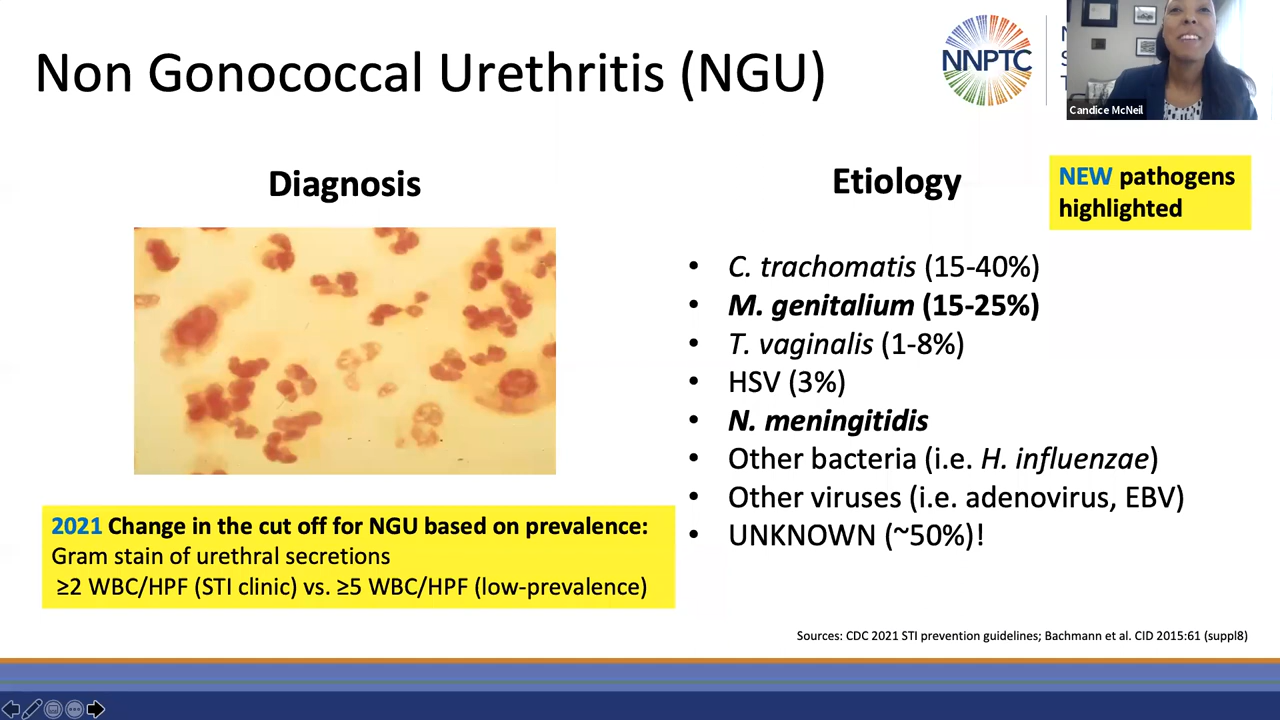 Non Gonococcal Urethritis (NGU)
NNPTC
N
S
T
Candice McNeil
Diagnosis
Etiology
NEW pathogens
highlighted
• C. trachomatis (15-40%)
• M. genitalium (15-25%)
• T. vaginalis (1-8%)
• HSV (3%)
• N. meningitidis
• Other bacteria (i.e. H. influenzae)
• Other viruses (i.e. adenovirus, EBV)
• UNKNOWN (~50%)!
2021 Change in the cut off for NGU based on prevalence:
Gram stain of urethral secretions
≥2 WBC/HPF (STI clinic) vs. ≥5 WBC/HPF (low-prevalence)
Sources: CDC 2021 STI prevention guidelines; Bachmann et al. CID 2015:61 (suppl8)